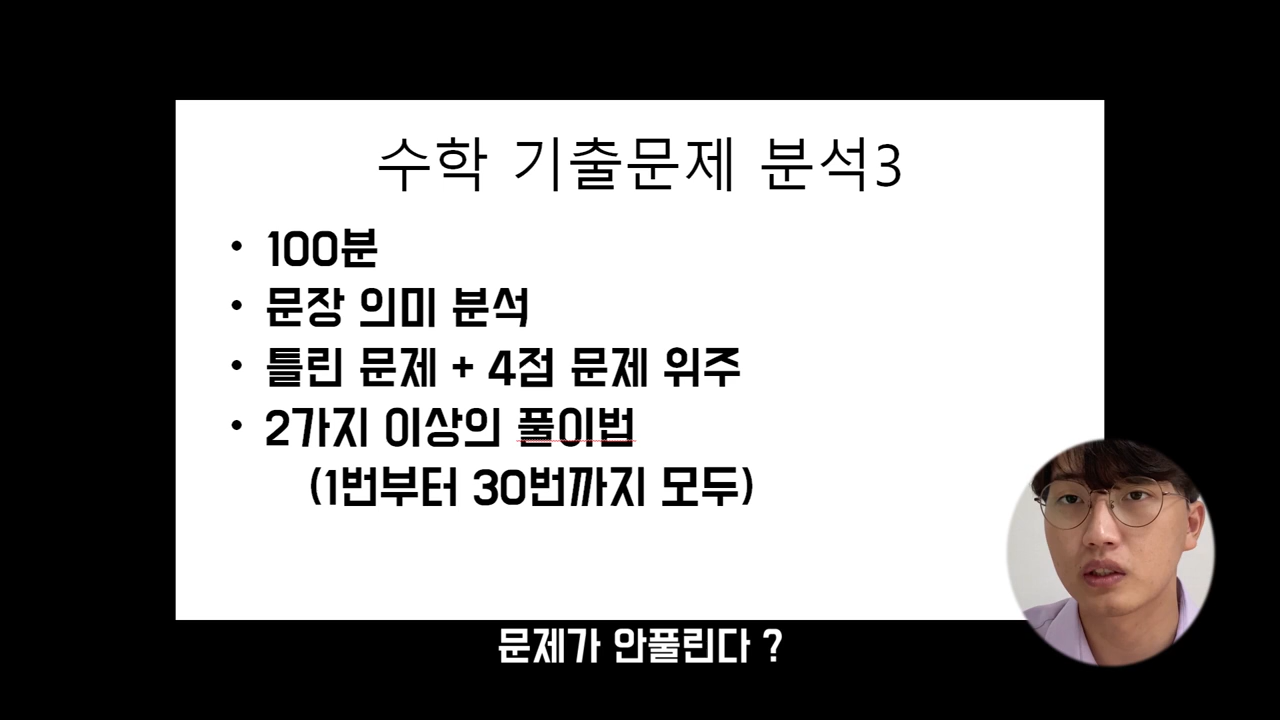 수학 기출문제 분석3
• 100분
• 문장 의미 분석
• 틀린 문제 + 4점 문제 위주
• 2가지 이상의 풀이법
(1번부터 30번까지 모두)
문제가 안풀린다 ?